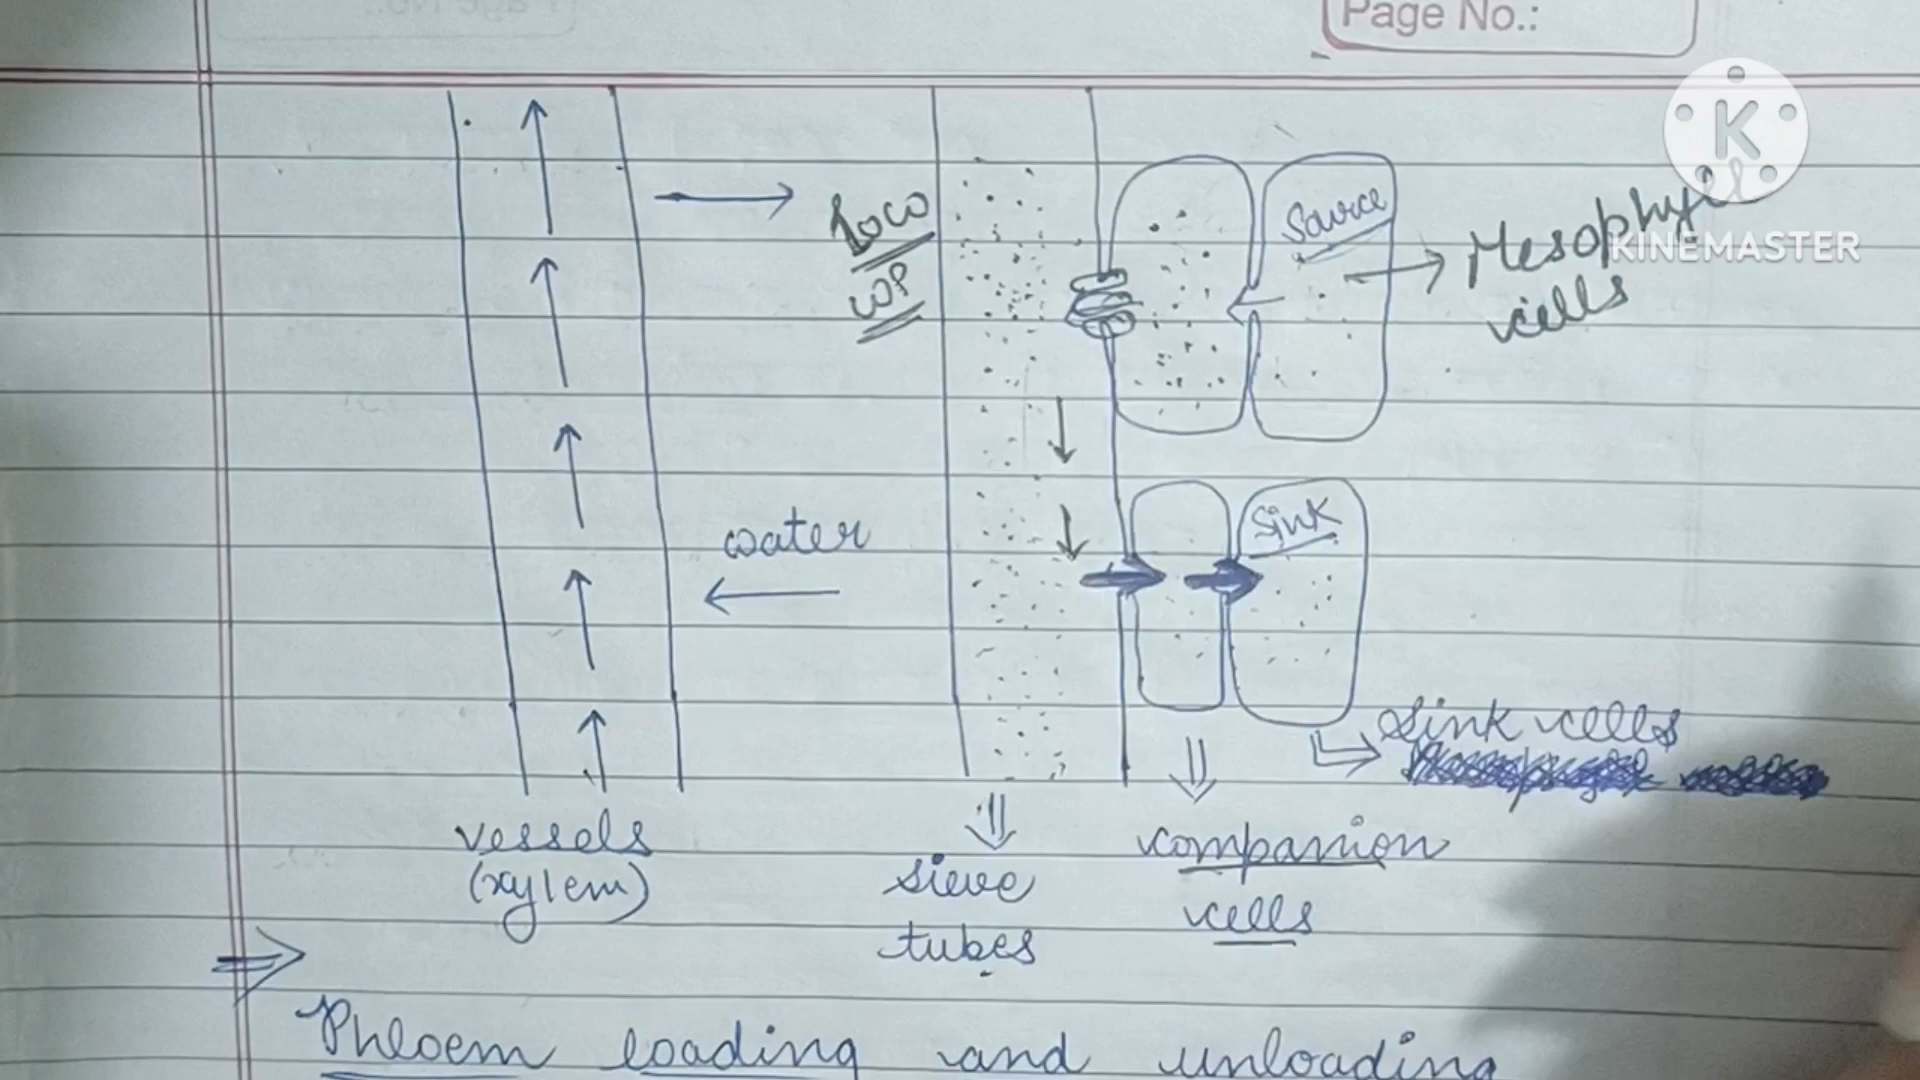 Page No.:
KINEMASTER
Source
Mesophyll
cells
Low
WP
Sink
water
Sink cells
vessels
(xylem)
sieve
tubes
companion
cells
Phloem loading and unloading